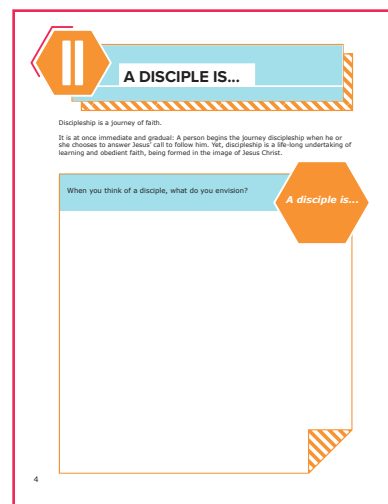 II
A DISCIPLE IS...
Discipleship is a journey of faith.
It is at once immediate and gradual: A person begins the journey discipleship when he or
she chooses to answer Jesus' call to follow him. Yet, discipleship is a life-long undertaking of
learning and obedient faith, being formed in the image of Jesus Christ.
When you think of a disciple, what do you envision?
A disciple is...
4